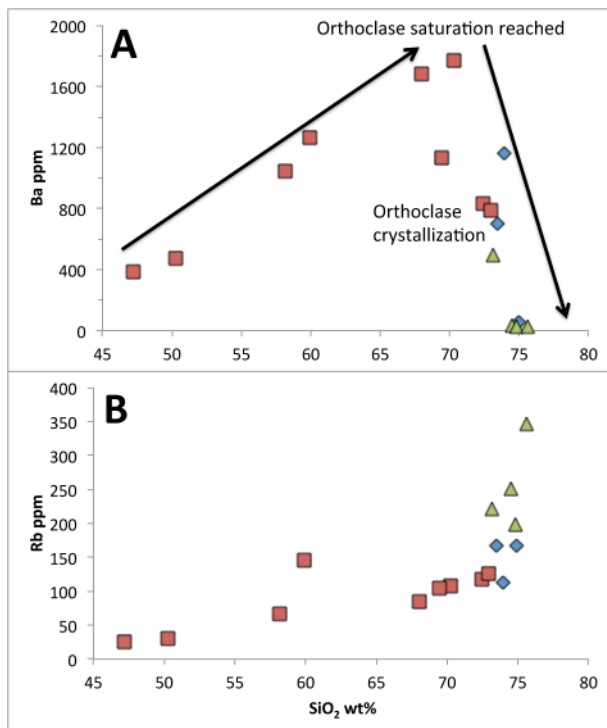 A
Orthoclase saturation reached
2000
1600
1200
800
400
0
Ba ppm
Orthoclase
crystallization
45 50 55 60 65 70 75 80
B
400
350
300
250
200
150
100
50
0
Rb ppm
45 50 55 60 65 70 75 80
SiO₂ wt%